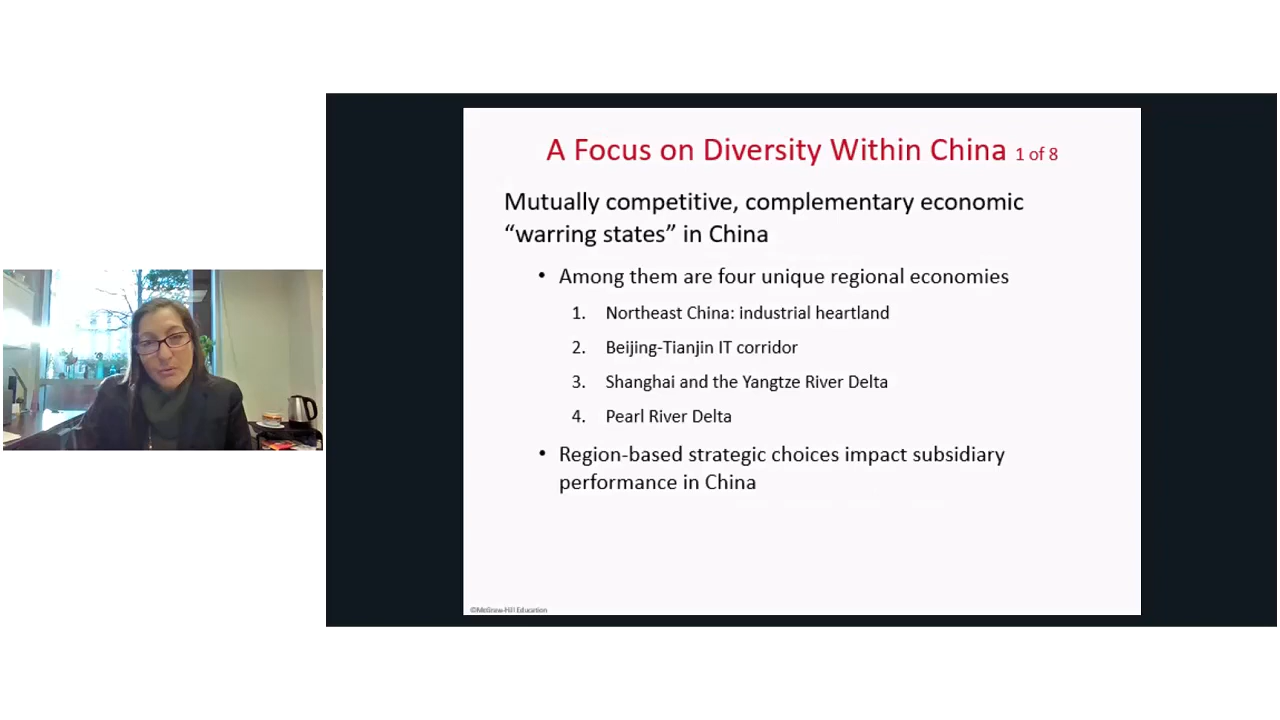 A Focus on Diversity Within China 1 of 8
Mutually competitive, complementary economic
“warring states” in China
• Among them are four unique regional economies
1. Northeast China: industrial heartland
2. Beijing-Tianjin IT corridor
3. Shanghai and the Yangtze River Delta
4. Pearl River Delta
• Region-based strategic choices impact subsidiary
performance in China
©McGraw-Hill Education